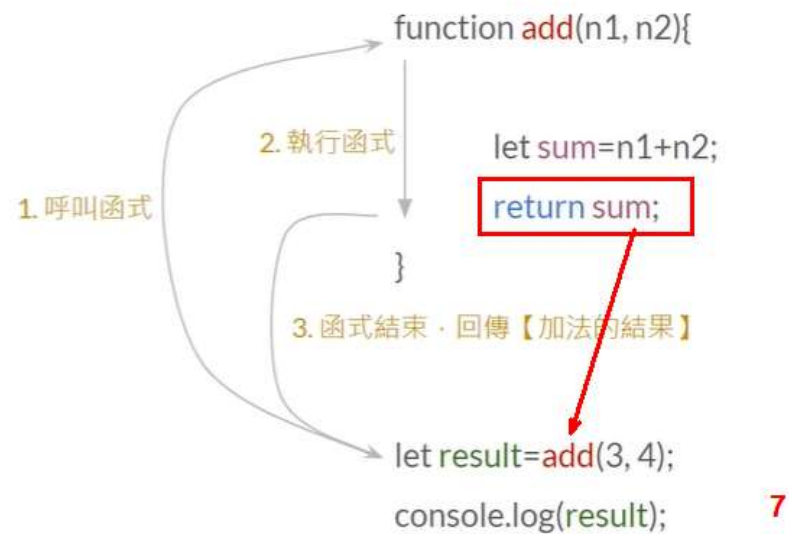 function add(n1, n2){
2. 執行函式
let sum=n1+n2;
1. 呼叫函式
return sum;
}
3. 函式結束，回傳【加法的結果】
let result=add(3, 4);
console.log(result);
7